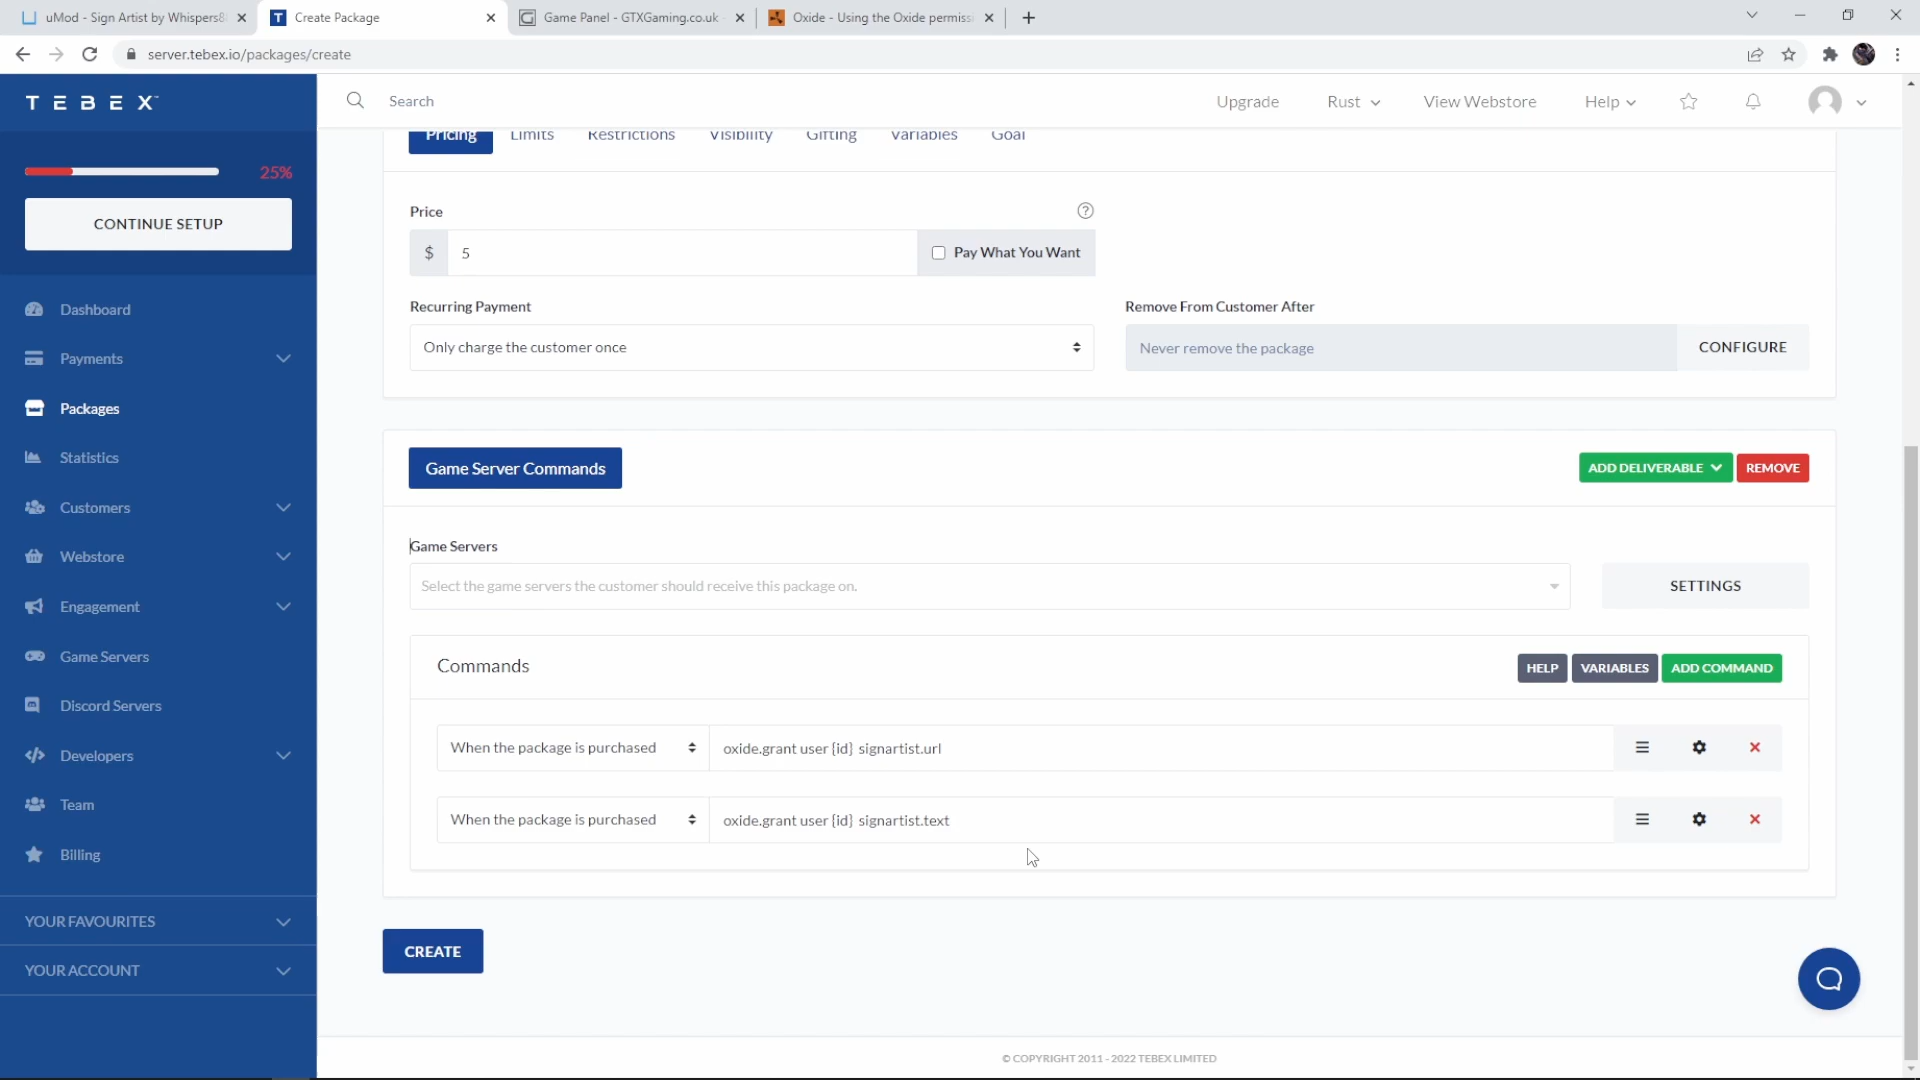 uMod - Sign Artist by Whispers8
Create Package
Game Panel - GTXGaming.co.uk
Oxide - Using the Oxide permiss
server.tebex.io/packages/create
TEBEX™
Search
Upgrade
Rust
View Webstore
Help
25%
CONTINUE SETUP
Dashboard
Payments
Packages
Statistics
Customers
Webstore
Engagement
Game Servers
Discord Servers
Developers
Team
Billing
YOUR FAVOURITES
YOUR ACCOUNT
Pricing
Limits
Restrictions
Visibility
Gifting
Variables
Goal
Price
$
5
Pay What You Want
Recurring Payment
Remove From Customer After
Only charge the customer once
Never remove the package
CONFIGURE
Game Server Commands
ADD DELIVERABLE
REMOVE
Game Servers
Select the game servers the customer should receive this package on.
SETTINGS
Commands
HELP
VARIABLES
ADD COMMAND
When the package is purchased
oxide.grant user {id} signartist.url
When the package is purchased
oxide.grant user {id} signartist.text
CREATE
© COPYRIGHT 2011 - 2022 TEBEX LIMITED